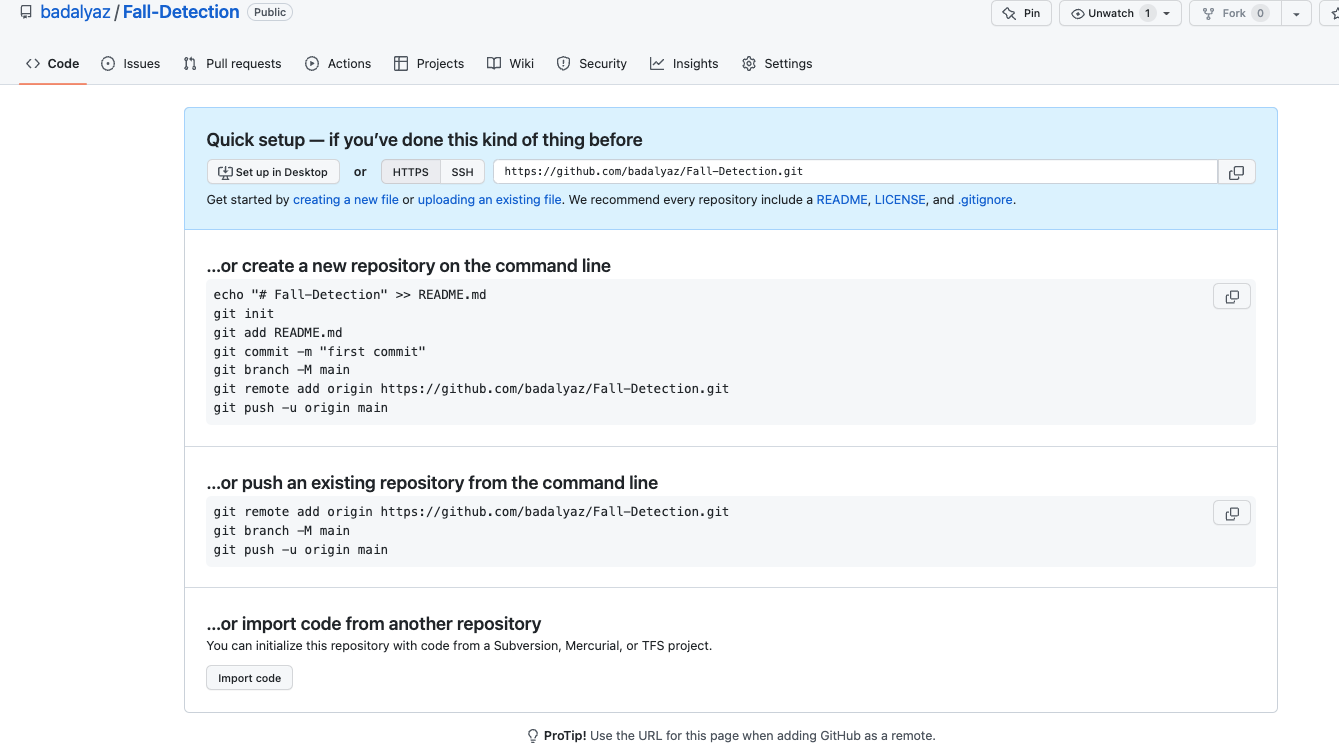 badalyaz / Fall-Detection Public
Pin
Unwatch 1
Fork 0
Code Issues Pull requests Actions Projects Wiki Security Insights Settings
Quick setup — if you’ve done this kind of thing before
Set up in Desktop or HTTPS SSH https://github.com/badalyaz/Fall-Detection.git
Get started by creating a new file or uploading an existing file. We recommend every repository include a README, LICENSE, and .gitignore.
…or create a new repository on the command line
echo "# Fall-Detection" >> README.md
git init
git add README.md
git commit -m "first commit"
git branch -M main
git remote add origin https://github.com/badalyaz/Fall-Detection.git
git push -u origin main
…or push an existing repository from the command line
git remote add origin https://github.com/badalyaz/Fall-Detection.git
git branch -M main
git push -u origin main
…or import code from another repository
You can initialize this repository with code from a Subversion, Mercurial, or TFS project.
Import code
ProTip! Use the URL for this page when adding GitHub as a remote.